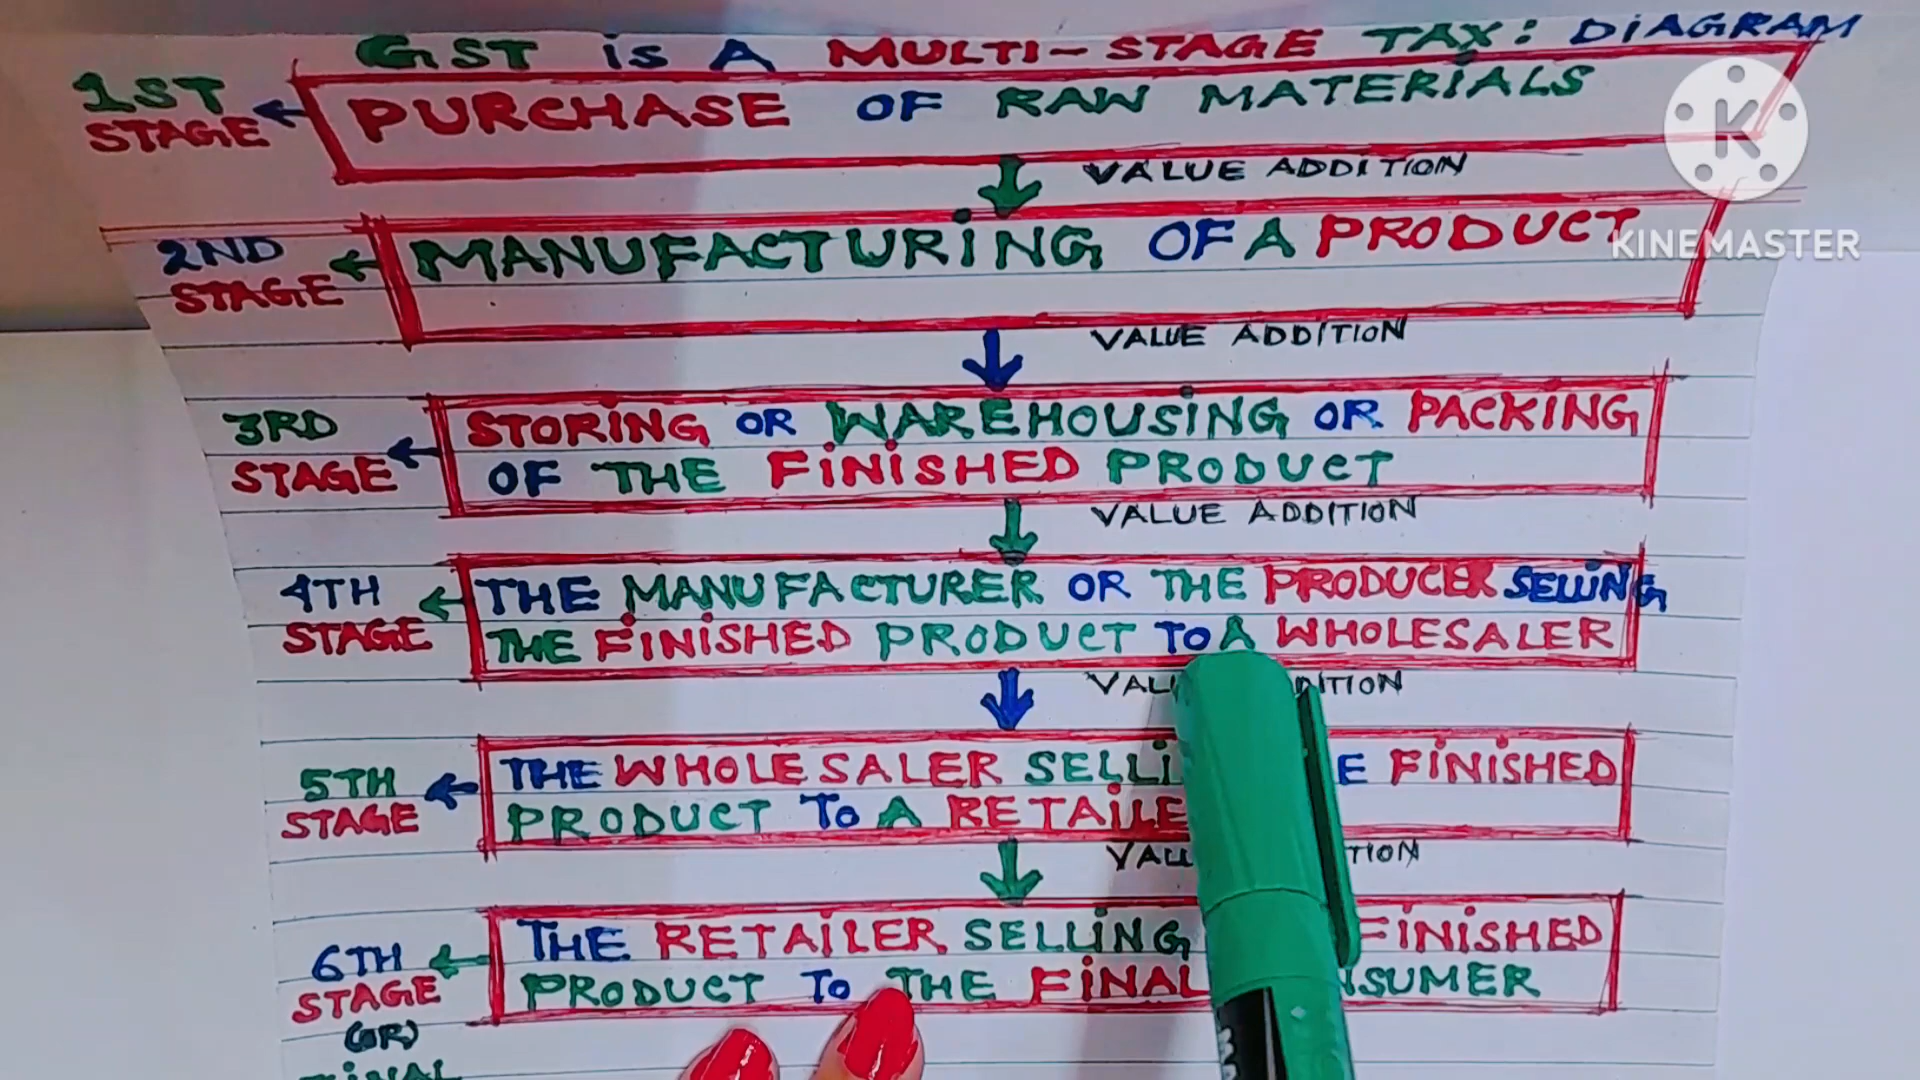 GST iS A MULTI-STAGE TAX: DiAGRAM
1ST STAGE
PURCHASE OF RAW MATERiALS
VALUE ADDITION
2ND STAGE
MANUFACTURiNG OF A PRODUCT
KINEMASTER
VALUE ADDITION
3RD STAGE
STORiNG OR WAREHOUSiNG OR PACKING
OF THE FiNiSHED PRODUCT
VALUE ADDITION
4TH STAGE
THE MANUFACTURER OR THE PRODUCER SELLiNG
THE FiNiSHED PRODUCT TO A WHOLESALER
5TH STAGE
THE WHOLESALER FiNiSHED
PRODUCT To A
6TH STAGE (OR)
THE RETAiLER SELLiNG FiNiSHED
PRODUCT To THE FiNAL